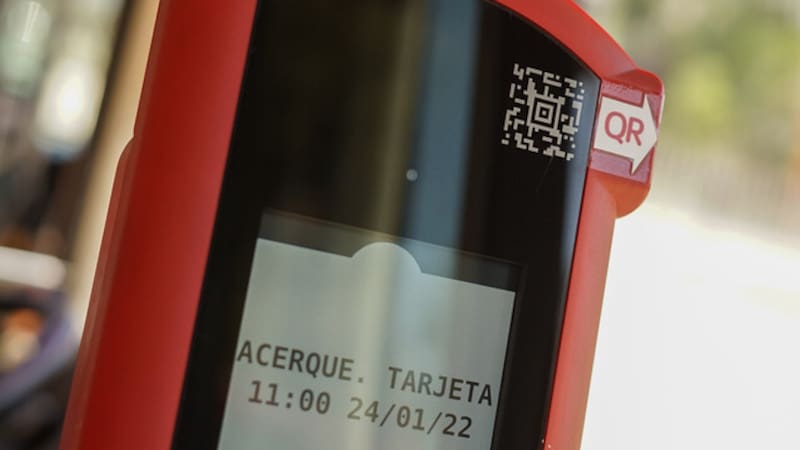 QR
ACERQUE. TARJETA
11:00 24/01/22